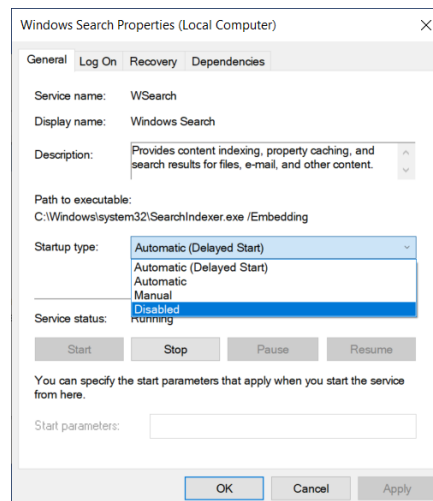 Windows Search Properties (Local Computer)
General Log On Recovery Dependencies
Service name: WSearch
Display name: Windows Search
Description: Provides content indexing, property caching, and
search results for files, e-mail, and other content.
Path to executable:
C:\Windows\system32\SearchIndexer.exe /Embedding
Startup type: Automatic (Delayed Start)
Automatic (Delayed Start)
Automatic
Manual
Disabled
Service status: Running
Start Stop Pause Resume
You can specify the start parameters that apply when you start the service
from here.
Start parameters:
OK Cancel Apply